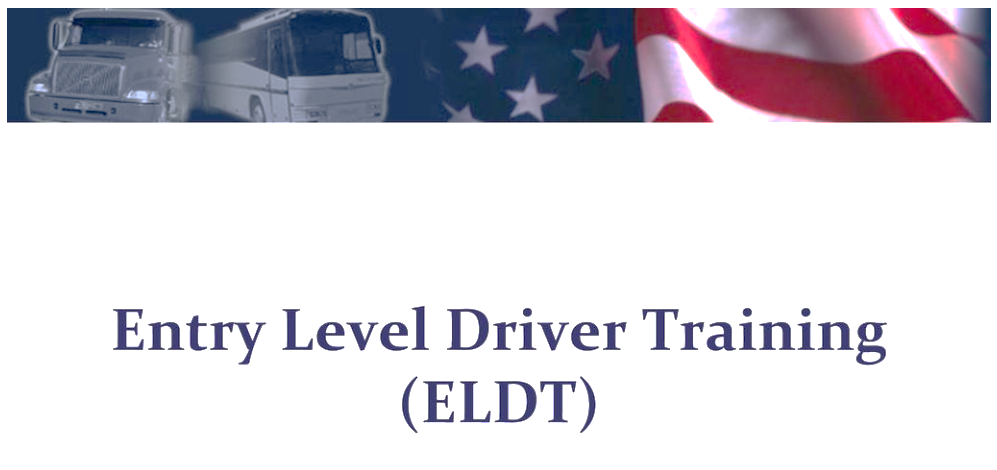 Entry Level Driver Training
(ELDT)